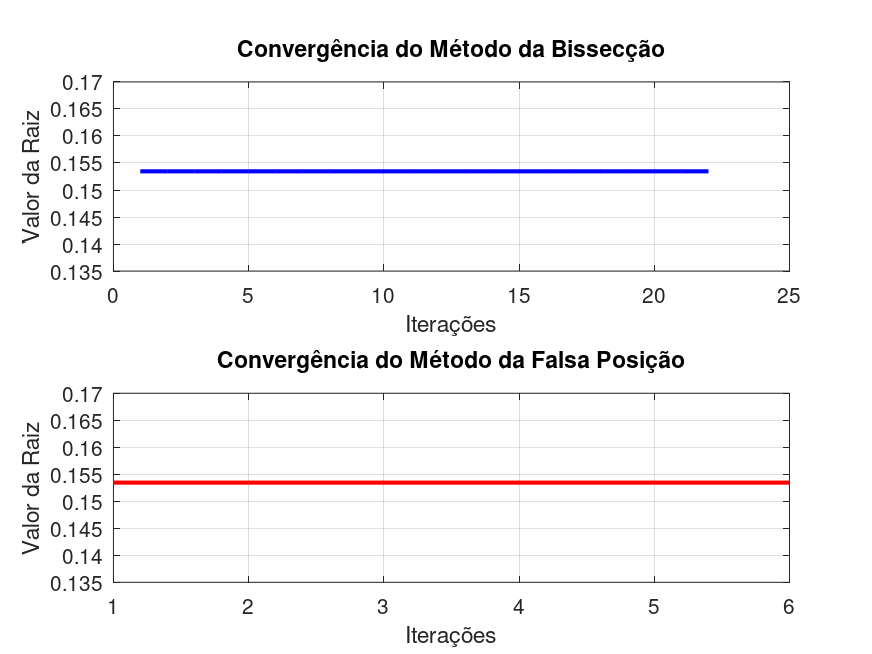 Convergência do Método da Bissecção
Valor da Raiz
0.17
0.165
0.16
0.155
0.15
0.145
0.14
0.135
0 5 10 15 20 25
Iterações
Convergência do Método da Falsa Posição
Valor da Raiz
0.17
0.165
0.16
0.155
0.15
0.145
0.14
0.135
1 2 3 4 5 6
Iterações